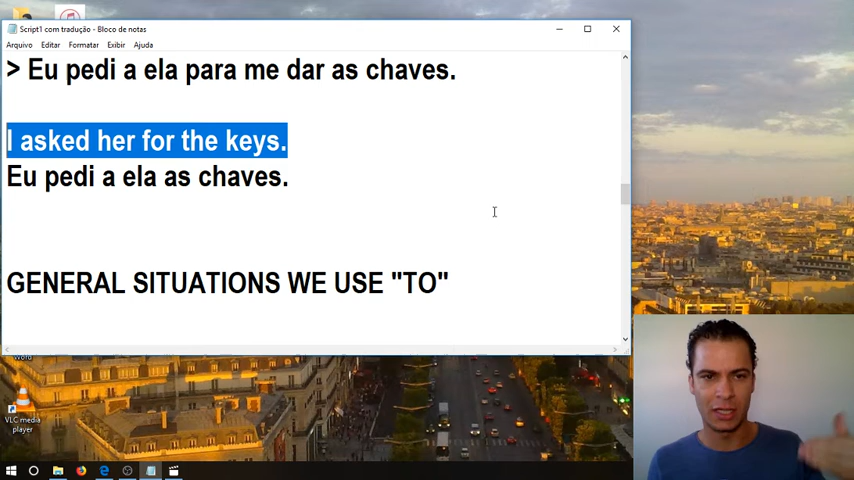 Script1 com tradução - Bloco de notas
Arquivo Editar Formatar Exibir Ajuda
> Eu pedi a ela para me dar as chaves.
I asked her for the keys.
Eu pedi a ela as chaves.
GENERAL SITUATIONS WE USE "TO"
Word
VLC media
player